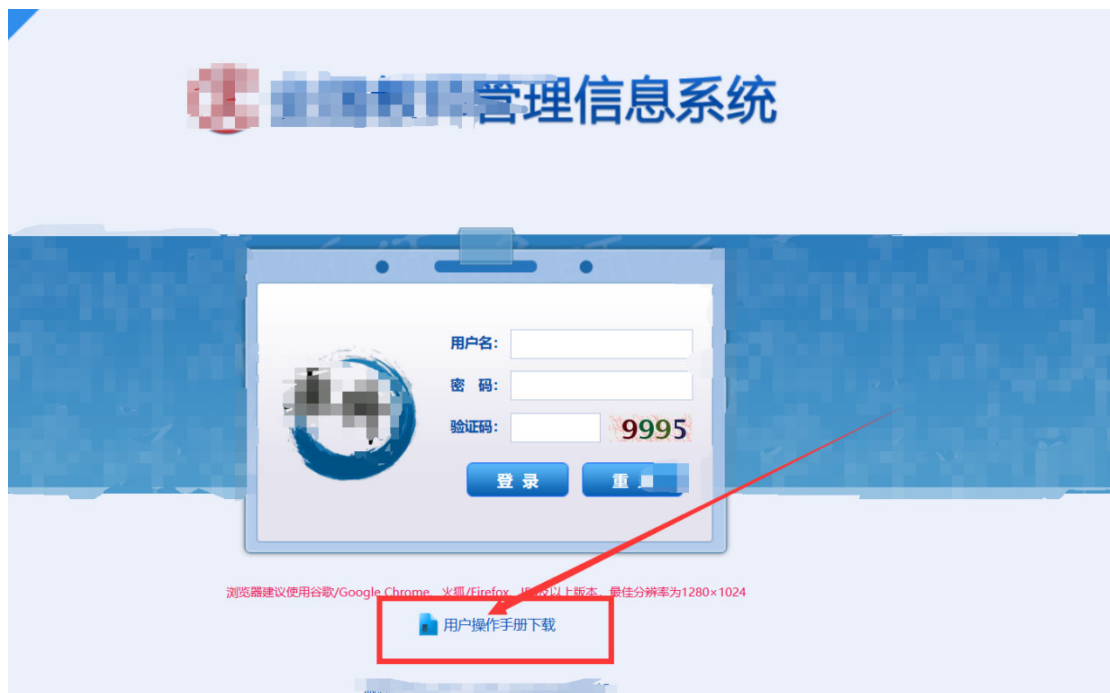 管理信息系统
用户名：
密 码：
验证码： 9995
登 录 重
浏览器建议使用谷歌/Google Chrome、火狐/Firefox、 及以上版本，最佳分辨率为1280×1024
用户操作手册下载